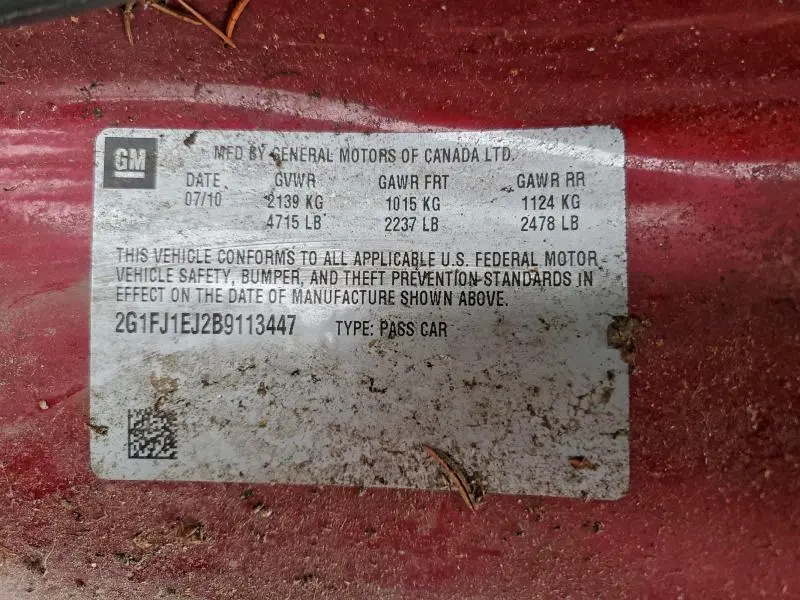 GM MFD BY GENERAL MOTORS OF CANADA LTD.
DATE GVWR GAWR FRT GAWR RR
07/10 2139 KG 1015 KG 1124 KG
4715 LB 2237 LB 2478 LB
THIS VEHICLE CONFORMS TO ALL APPLICABLE U.S. FEDERAL MOTOR
VEHICLE SAFETY, BUMPER, AND THEFT PREVENTION STANDARDS IN
EFFECT ON THE DATE OF MANUFACTURE SHOWN ABOVE.
2G1FJ1EJ2B9113447 TYPE: PASS CAR